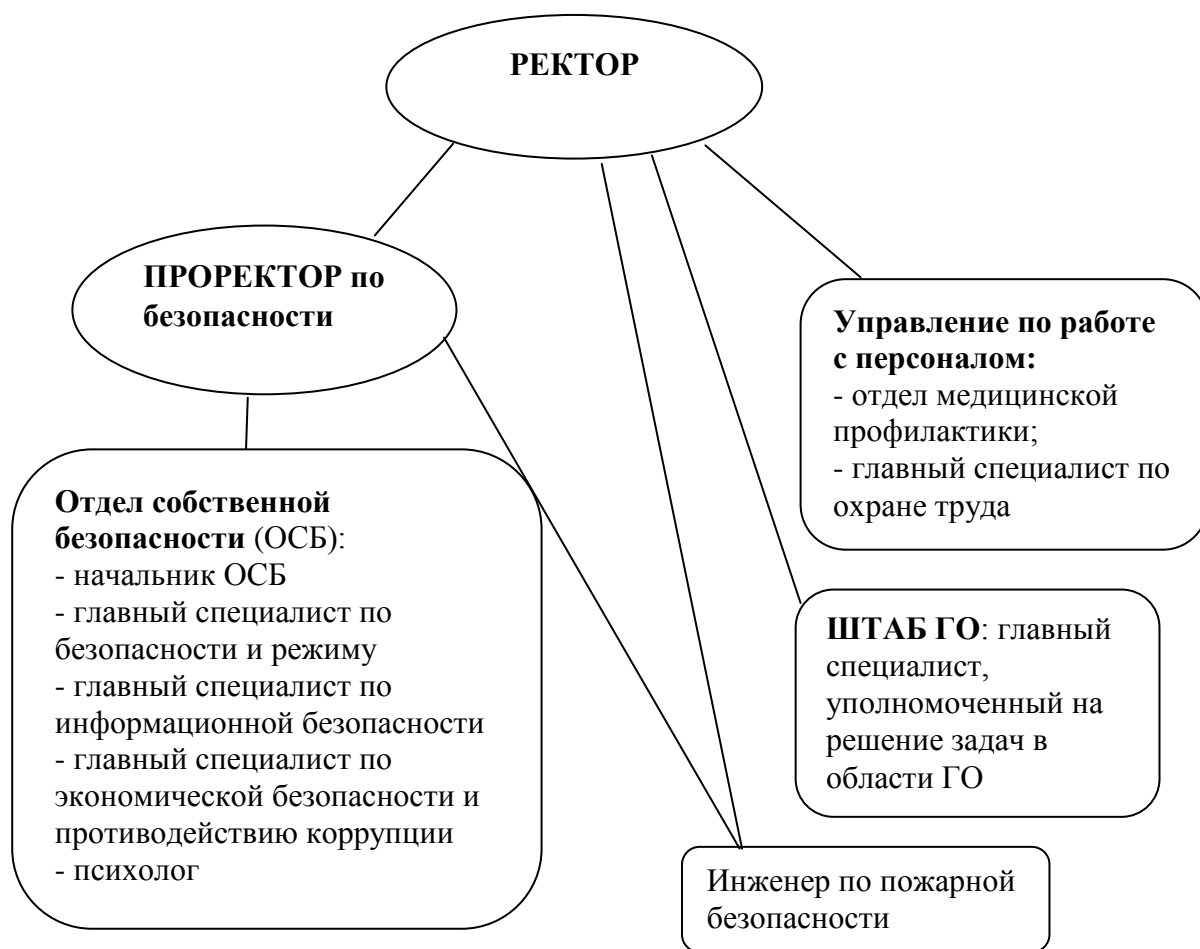 РЕКТОР
ПРОРЕКТОР по
безопасности
Управление по работе
с персоналом:
- отдел медицинской
профилактики;
- главный специалист по
охране труда
Отдел собственной
безопасности (ОСБ):
- начальник ОСБ
- главный специалист по
безопасности и режиму
- главный специалист по
информационной безопасности
- главный специалист по
экономической безопасности и
противодействию коррупции
- психолог
ШТАБ ГО: главный
специалист,
уполномоченный на
решение задач в
области ГО
Инженер по пожарной
безопасности